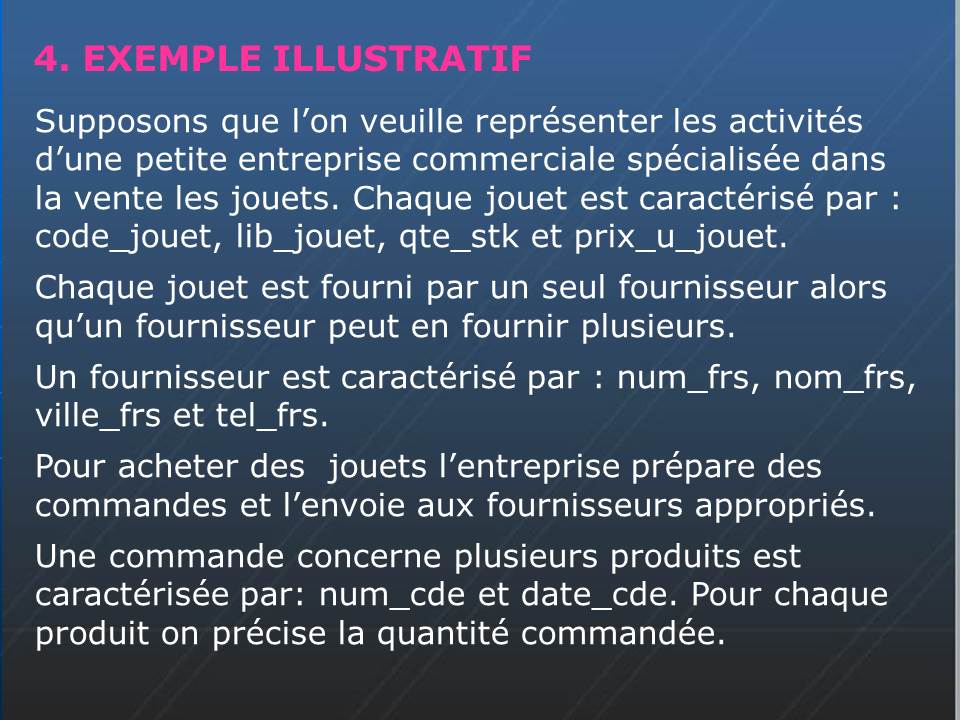 4. EXEMPLE ILLUSTRATIF
Supposons que l’on veuille représenter les activités
d’une petite entreprise commerciale spécialisée dans
la vente les jouets. Chaque jouet est caractérisé par :
code_jouet, lib_jouet, qte_stk et prix_u_jouet.
Chaque jouet est fourni par un seul fournisseur alors
qu’un fournisseur peut en fournir plusieurs.
Un fournisseur est caractérisé par : num_frs, nom_frs,
ville_frs et tel_frs.
Pour acheter des  jouets l’entreprise prépare des
commandes et l’envoie aux fournisseurs appropriés.
Une commande concerne plusieurs produits est
caractérisée par: num_cde et date_cde. Pour chaque
produit on précise la quantité commandée.